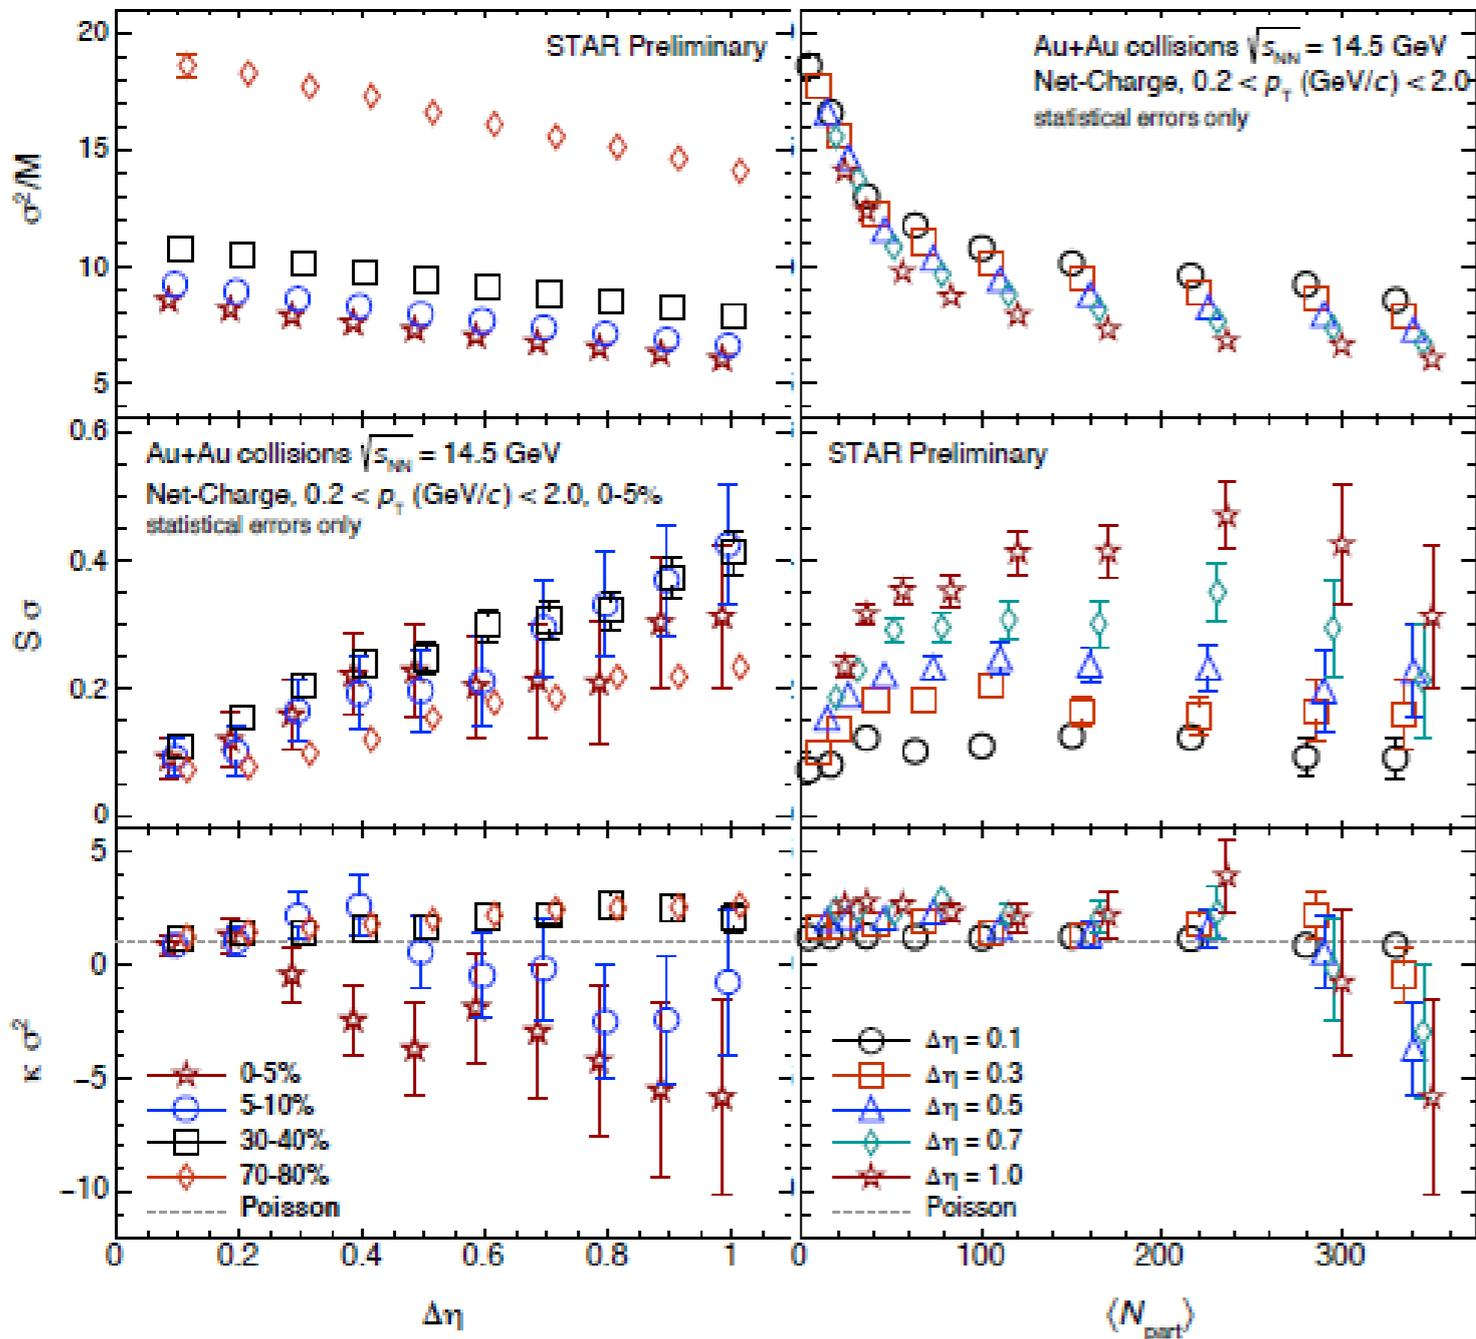 20
15
10
5
σ²/M
STAR Preliminary
Au+Au collisions √sNN = 14.5 GeV
Net-Charge, 0.2 < pT (GeV/c) < 2.0
statistical errors only
0.6
0.4
0.2
0
S σ
Au+Au collisions √sNN = 14.5 GeV
Net-Charge, 0.2 < pT (GeV/c) < 2.0, 0-5%
statistical errors only
STAR Preliminary
5
0
−5
−10
κ σ²
0-5%
5-10%
30-40%
70-80%
Poisson
Δη = 0.1
Δη = 0.3
Δη = 0.5
Δη = 0.7
Δη = 1.0
Poisson
0 0.2 0.4 0.6 0.8 1
0 100 200 300
Δη
⟨Npart⟩